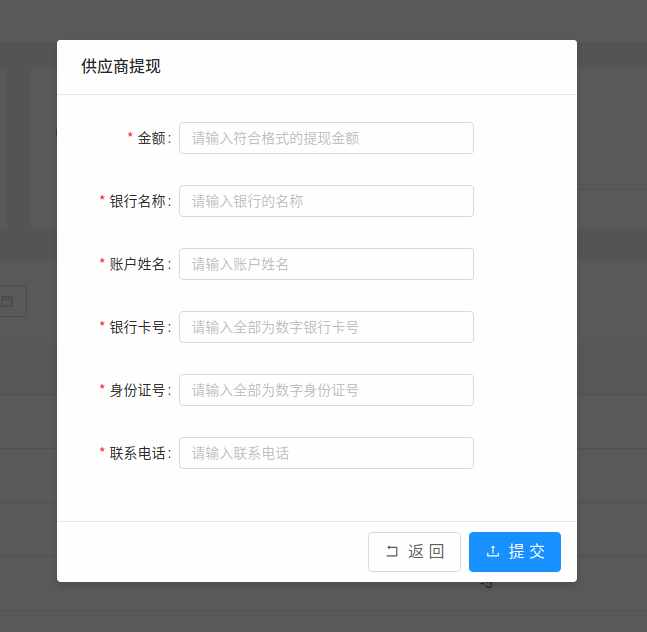 供应商提现
* 金额: 请输入符合格式的提现金额
* 银行名称: 请输入银行的名称
* 账户姓名: 请输入账户姓名
* 银行卡号: 请输入全部为数字银行卡号
* 身份证号: 请输入全部为数字身份证号
* 联系电话: 请输入联系电话
返 回 提 交